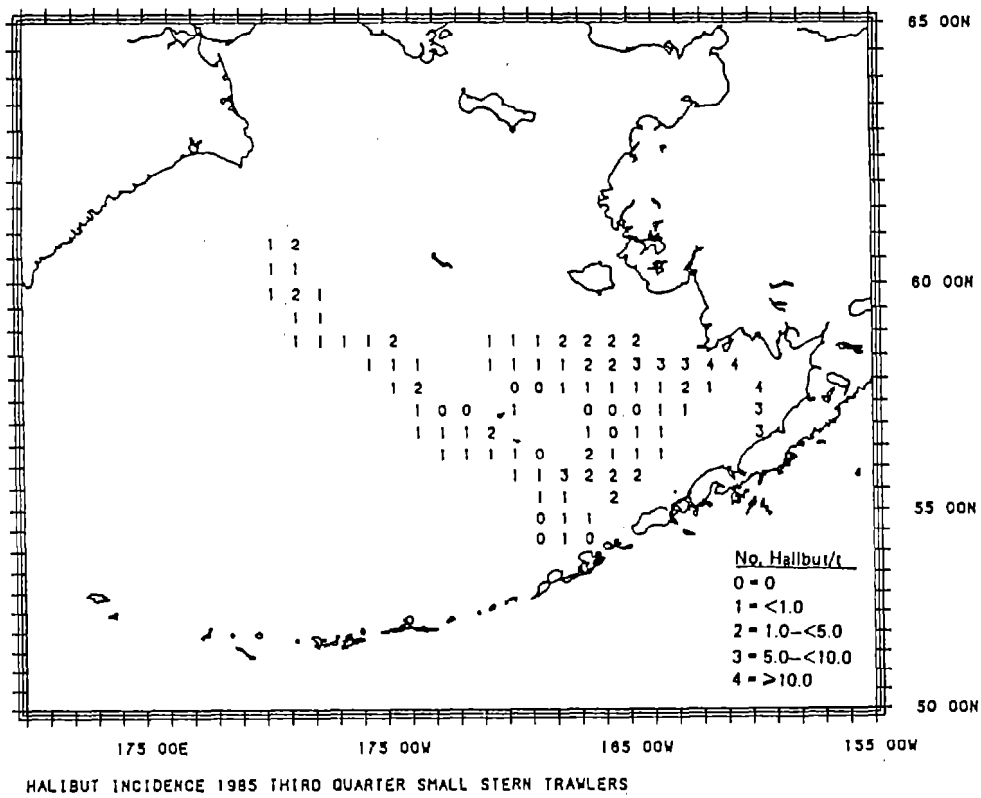 65 00N
1 2
1 1
60 00N
1 2 1
1 1
1 1 1 1 2 1 1 1 2 2 2 2
1 1 1 1 1 1 1 2 2 3 3 3 4 4
1 2 0 0 1 1 1 1 1 2 1 4
1 0 0 1 0 0 0 1 1 3
1 1 1 2 1 0 1 1 3
1 1 1 1 0 2 1 1 1
1 1 3 2 2 2
1 1 2
55 00N
0 1 1
0 1 0
No. Halibut/t
0 = 0
1 = <1.0
2 = 1.0-<5.0
3 = 5.0-<10.0
4 = >10.0
50 00N
175 00E 175 00W 165 00W 155 00W
HALIBUT INCIDENCE 1985 THIRD QUARTER SMALL STERN TRAWLERS